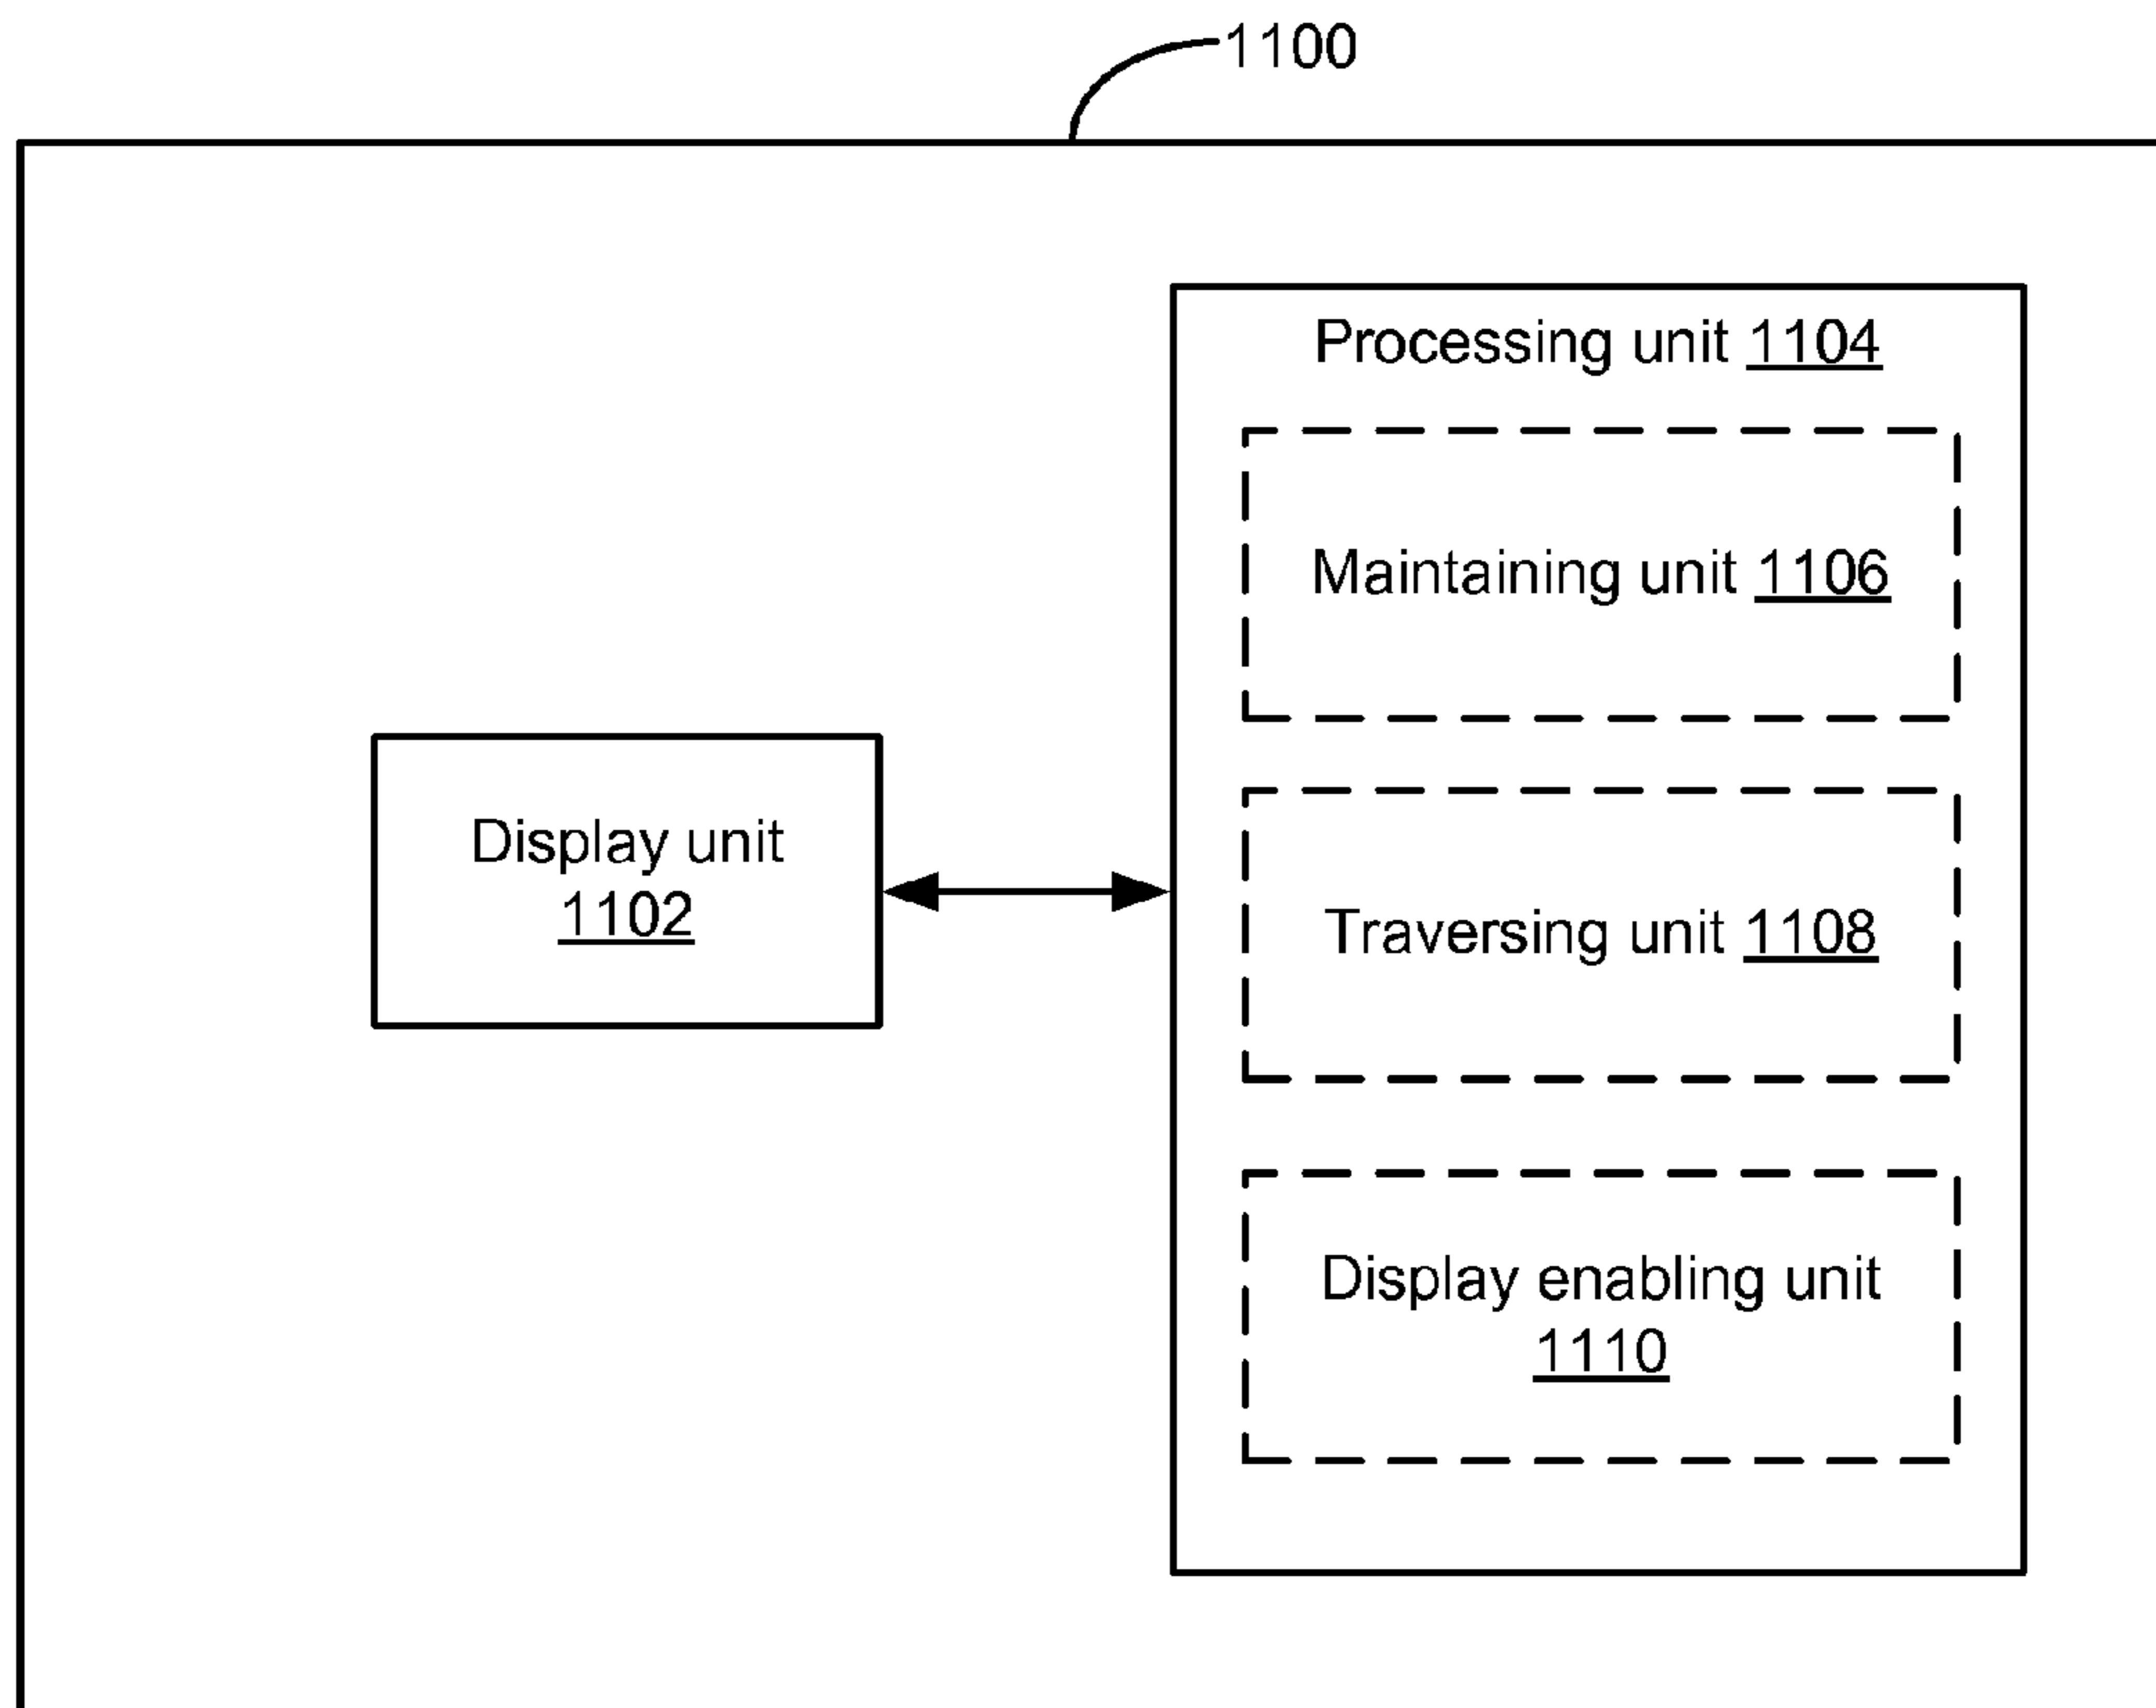 1100
Processing unit 1104
Maintaining unit 1106
Display unit
1102
Traversing unit 1108
Display enabling unit
1110